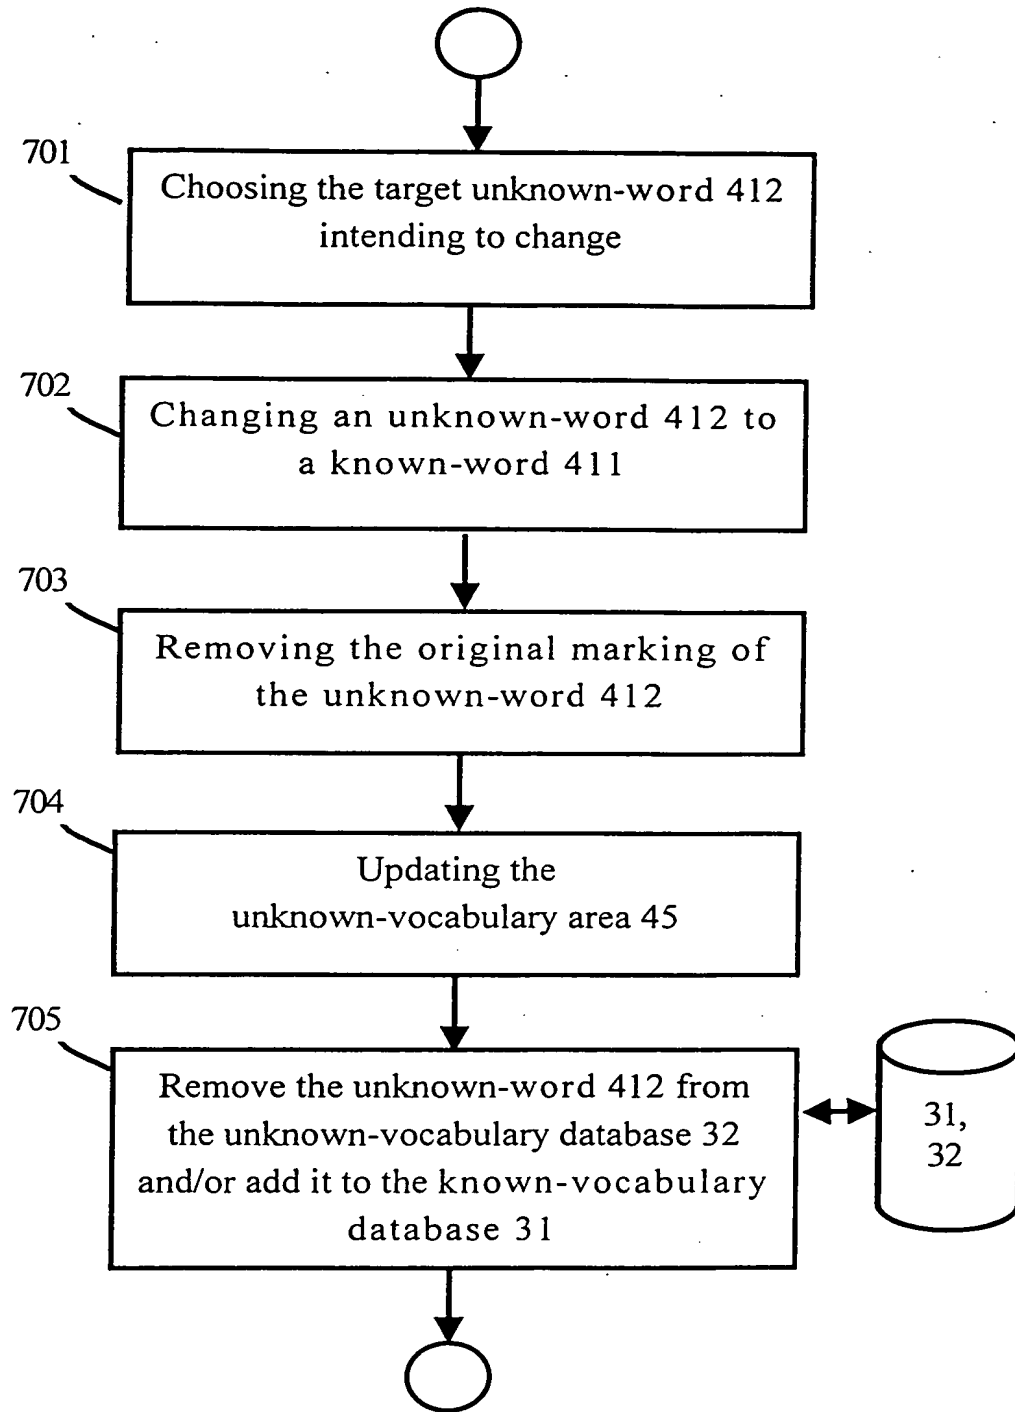 701
Choosing the target unknown-word 412
intending to change
702
Changing an unknown-word 412 to
a known-word 411
703
Removing the original marking of
the unknown-word 412
704
Updating the
unknown-vocabulary area 45
705
Remove the unknown-word 412 from
the unknown-vocabulary database 32
and/or add it to the known-vocabulary
database 31
31,
32